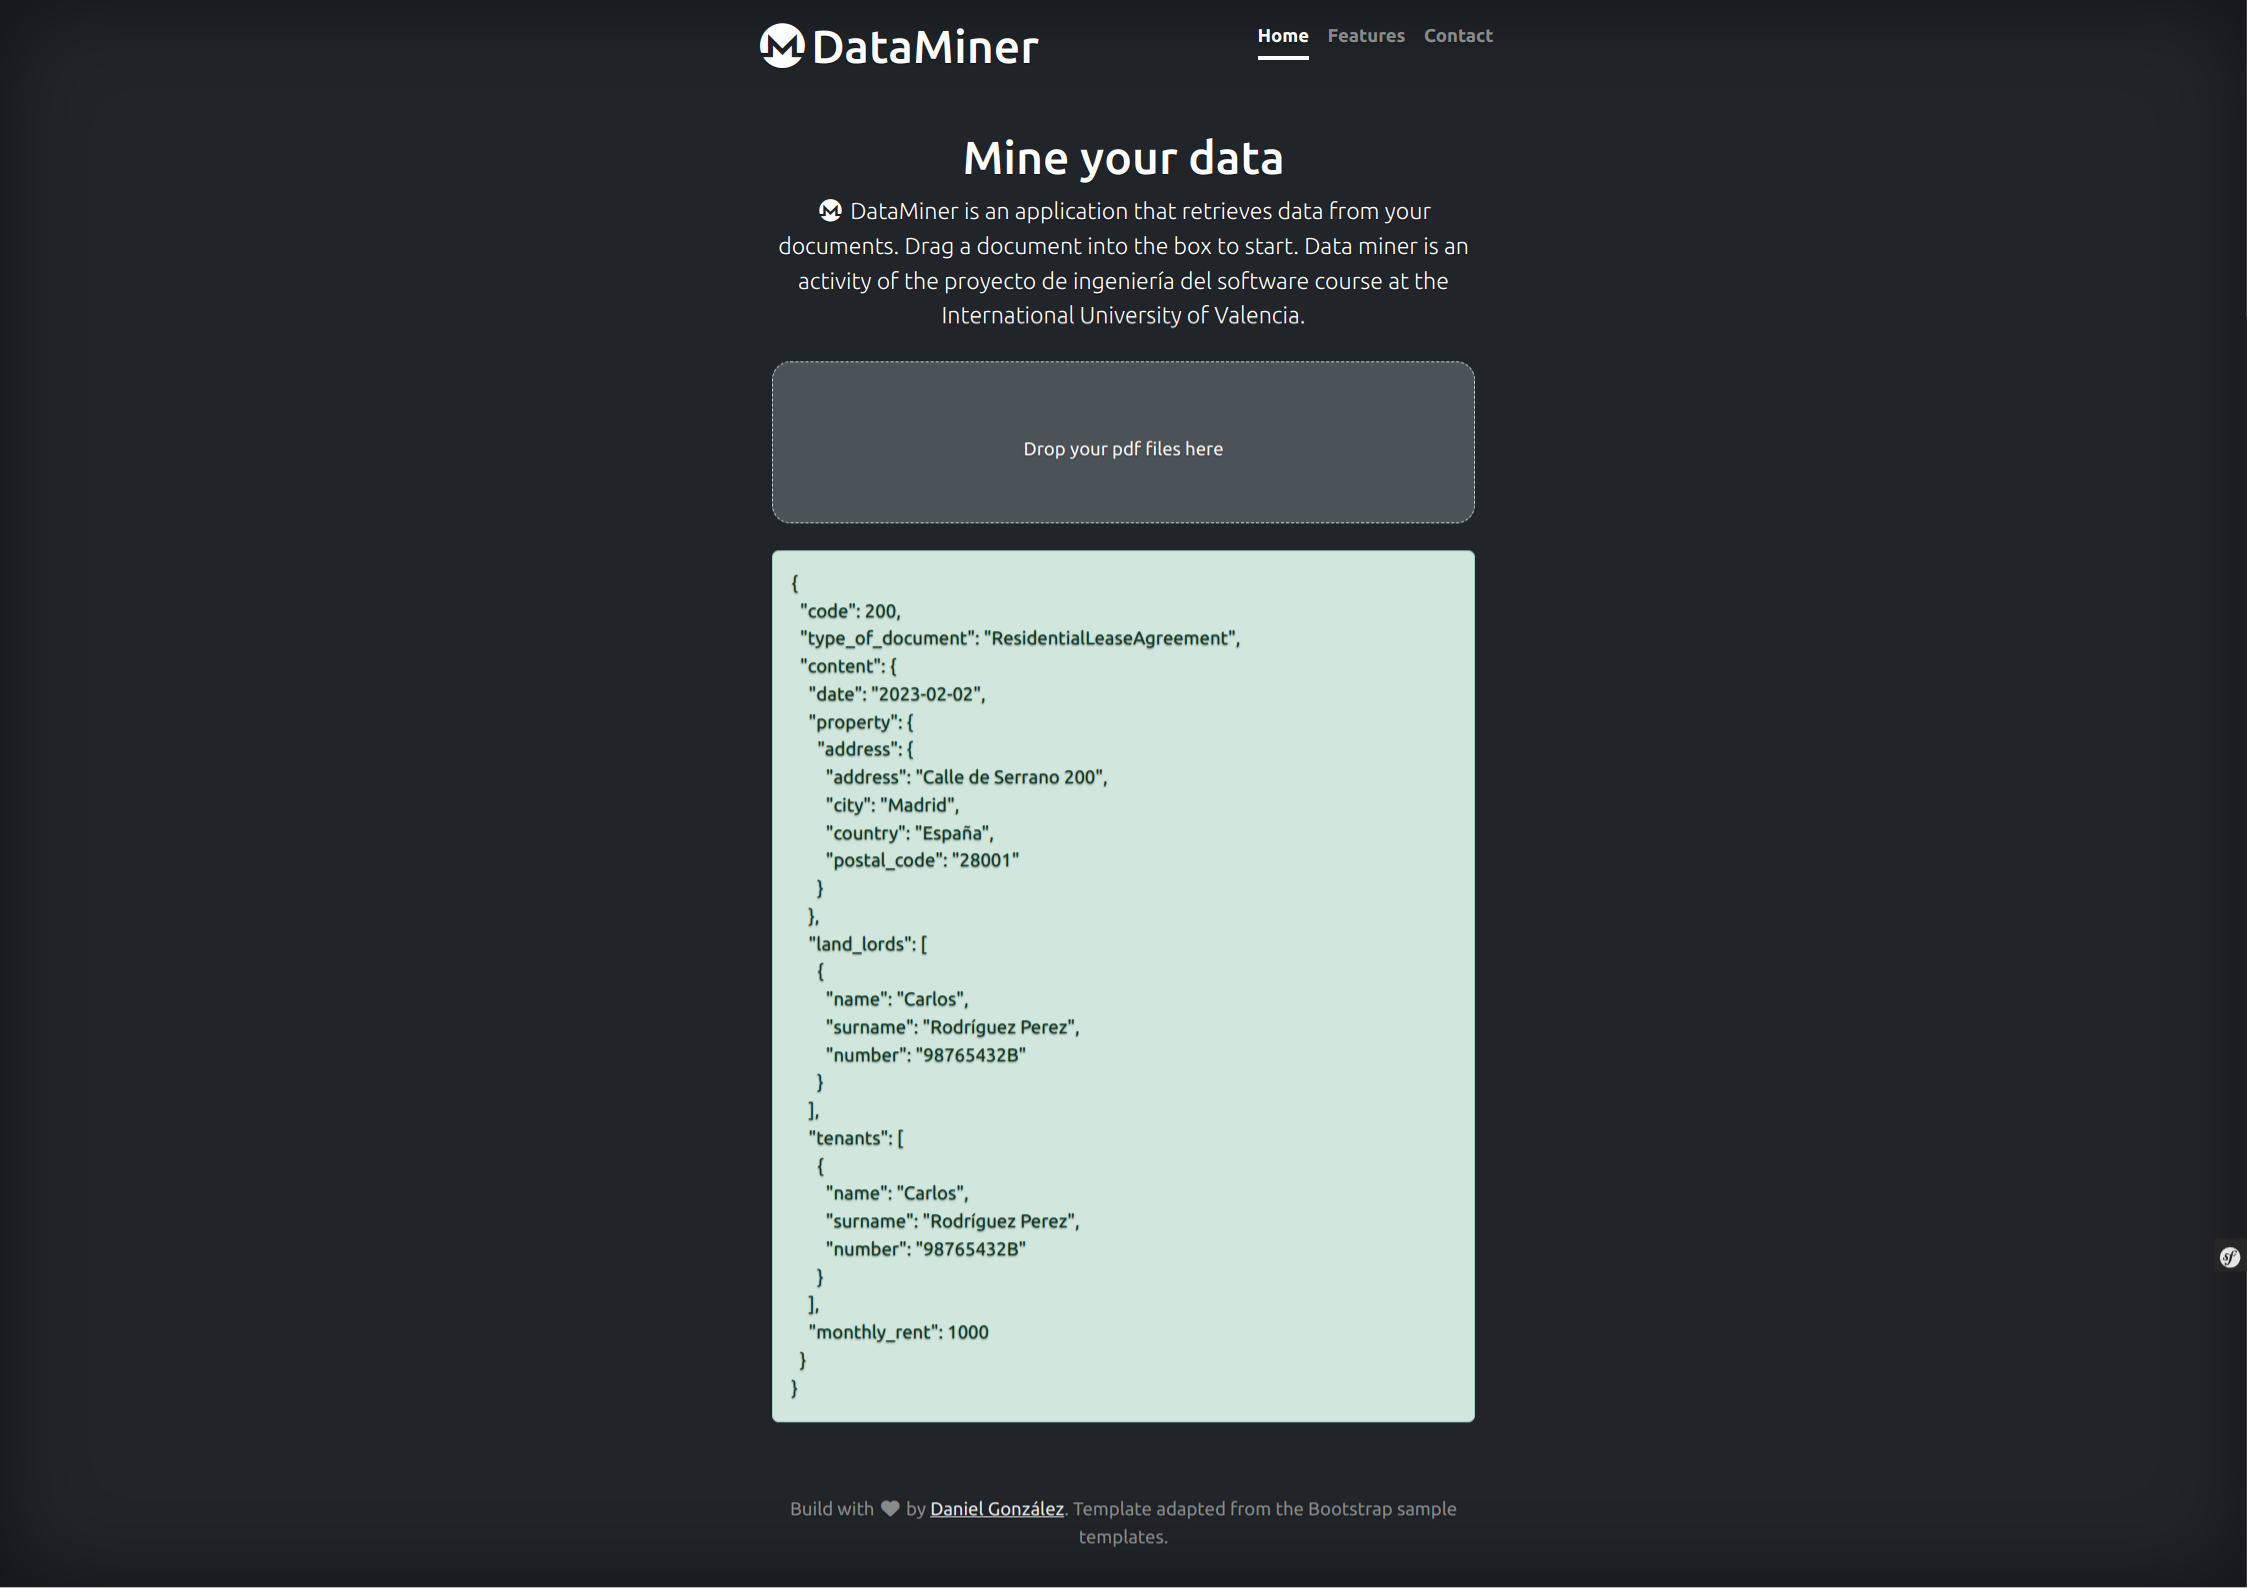 DataMiner
Home Features Contact
Mine your data
DataMiner is an application that retrieves data from your
documents. Drag a document into the box to start. Data miner is an
activity of the proyecto de ingeniería del software course at the
International University of Valencia.
Drop your pdf files here
{
"code": 200,
"type_of_document": "ResidentialLeaseAgreement",
"content": {
"date": "2023-02-02",
"property": {
"address": {
"address": "Calle de Serrano 200",
"city": "Madrid",
"country": "España",
"postal_code": "28001"
}
},
"land_lords": [
{
"name": "Carlos",
"surname": "Rodríguez Perez",
"number": "98765432B"
}
],
"tenants": [
{
"name": "Carlos",
"surname": "Rodríguez Perez",
"number": "98765432B"
}
],
"monthly_rent": 1000
}
}
sf
Build with ♥ by Daniel González. Template adapted from the Bootstrap sample
templates.